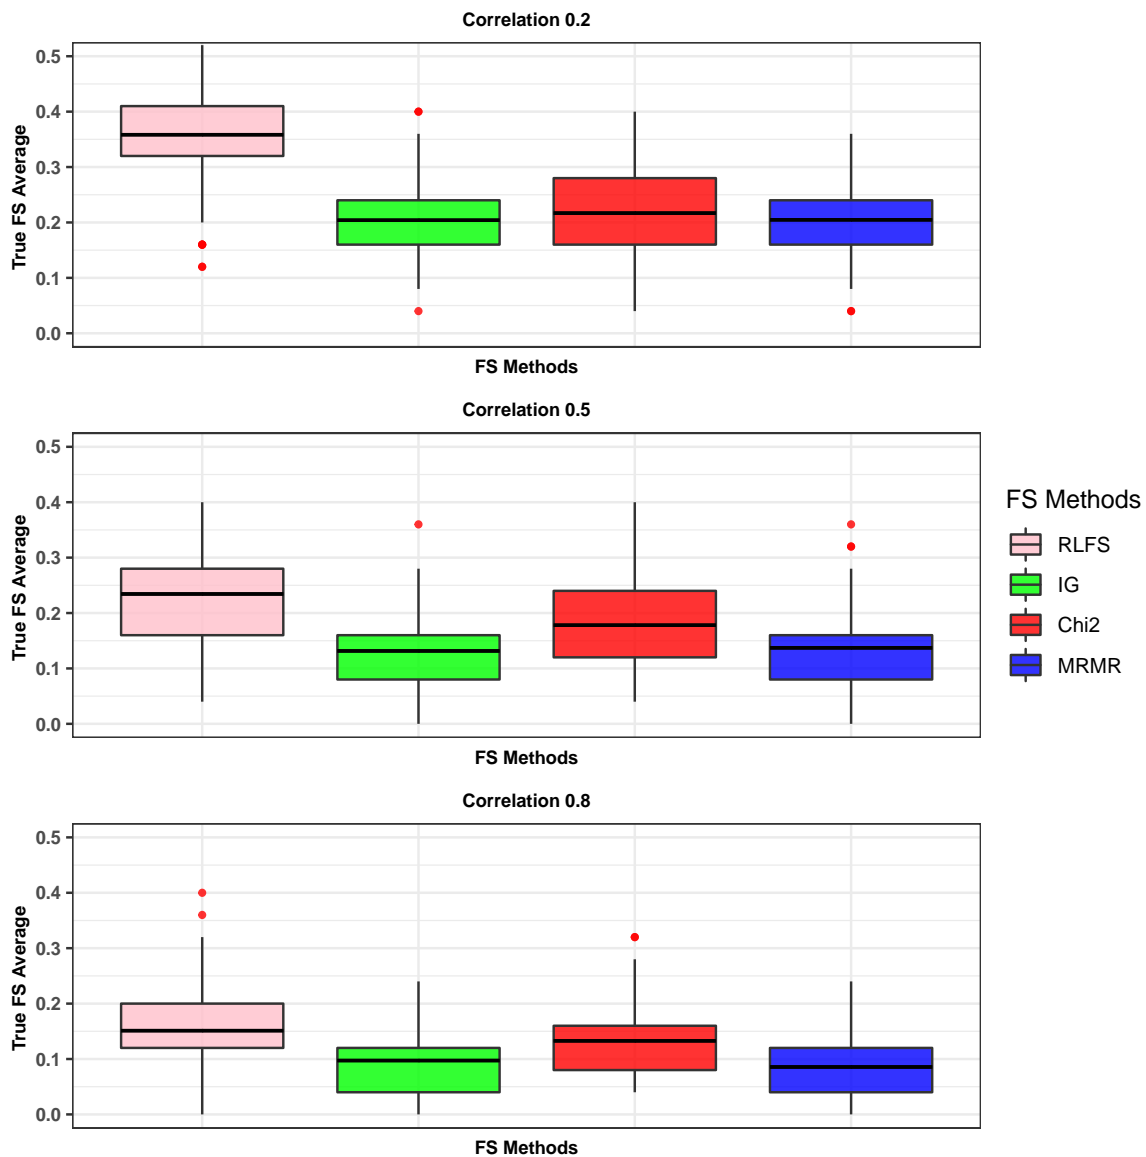 Correlation 0.2
True FS Average
0.5
0.4
0.3
0.2
0.1
0.0
FS Methods
Correlation 0.5
True FS Average
0.5
0.4
0.3
0.2
0.1
0.0
FS Methods
FS Methods
RLFS
IG
Chi2
MRMR
Correlation 0.8
True FS Average
0.5
0.4
0.3
0.2
0.1
0.0
FS Methods